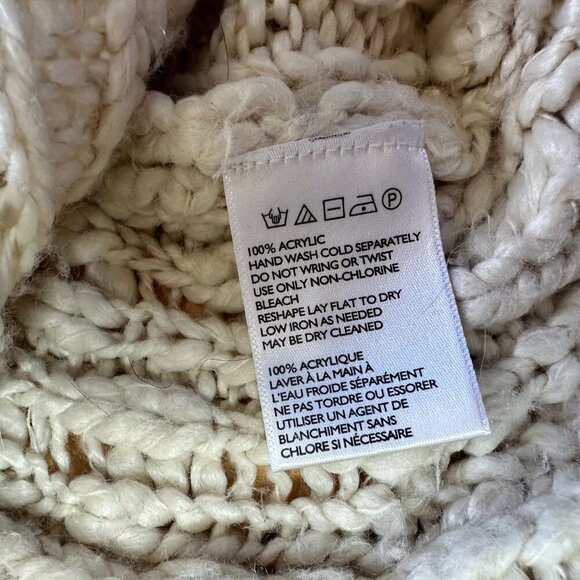 P
100% ACRYLIC
HAND WASH COLD SEPARATELY
DO NOT WRING OR TWIST
USE ONLY NON-CHLORINE
BLEACH
RESHAPE LAY FLAT TO DRY
LOW IRON AS NEEDED
MAY BE DRY CLEANED
100% ACRYLIQUE
LAVER À LA MAIN À
L'EAU FROIDE SÉPARÉMENT
NE PAS TORDRE OU ESSORER
UTILISER UN AGENT DE
BLANCHIMENT SANS
CHLORE SI NÉCESSAIRE